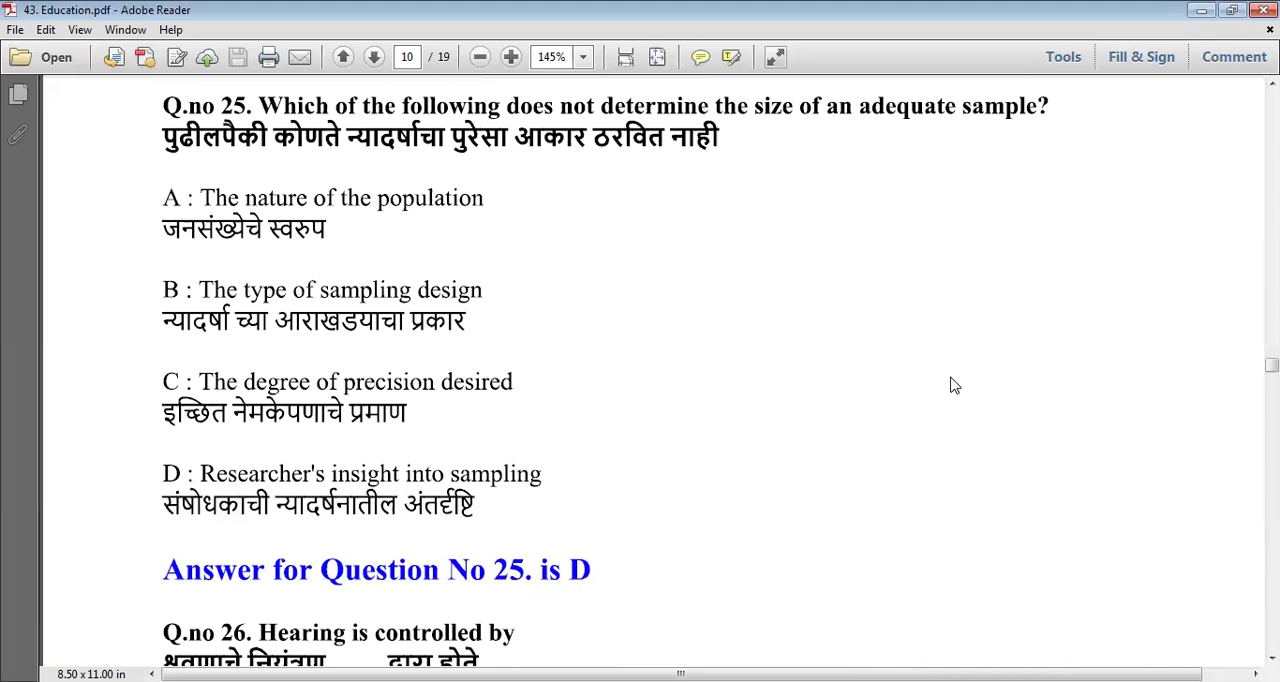 43. Education.pdf - Adobe Reader
File Edit View Window Help
Open 10 / 19 145% Tools Fill & Sign Comment
Q.no 25. Which of the following does not determine the size of an adequate sample?
पुढीलपैकी कोणते न्यादर्षाचा पुरेसा आकार ठरवित नाही
A : The nature of the population
जनसंख्येचे स्वरुप
B : The type of sampling design
न्यादर्षा च्या आराखडयाचा प्रकार
C : The degree of precision desired
इच्छित नेमकेपणाचे प्रमाण
D : Researcher's insight into sampling
संषोधकाची न्यादर्षनातील अंतर्दृष्टि
Answer for Question No 25. is D
Q.no 26. Hearing is controlled by
श्रवणाचे नियंत्रण ____ द्वारा होते
8.50 x 11.00 in